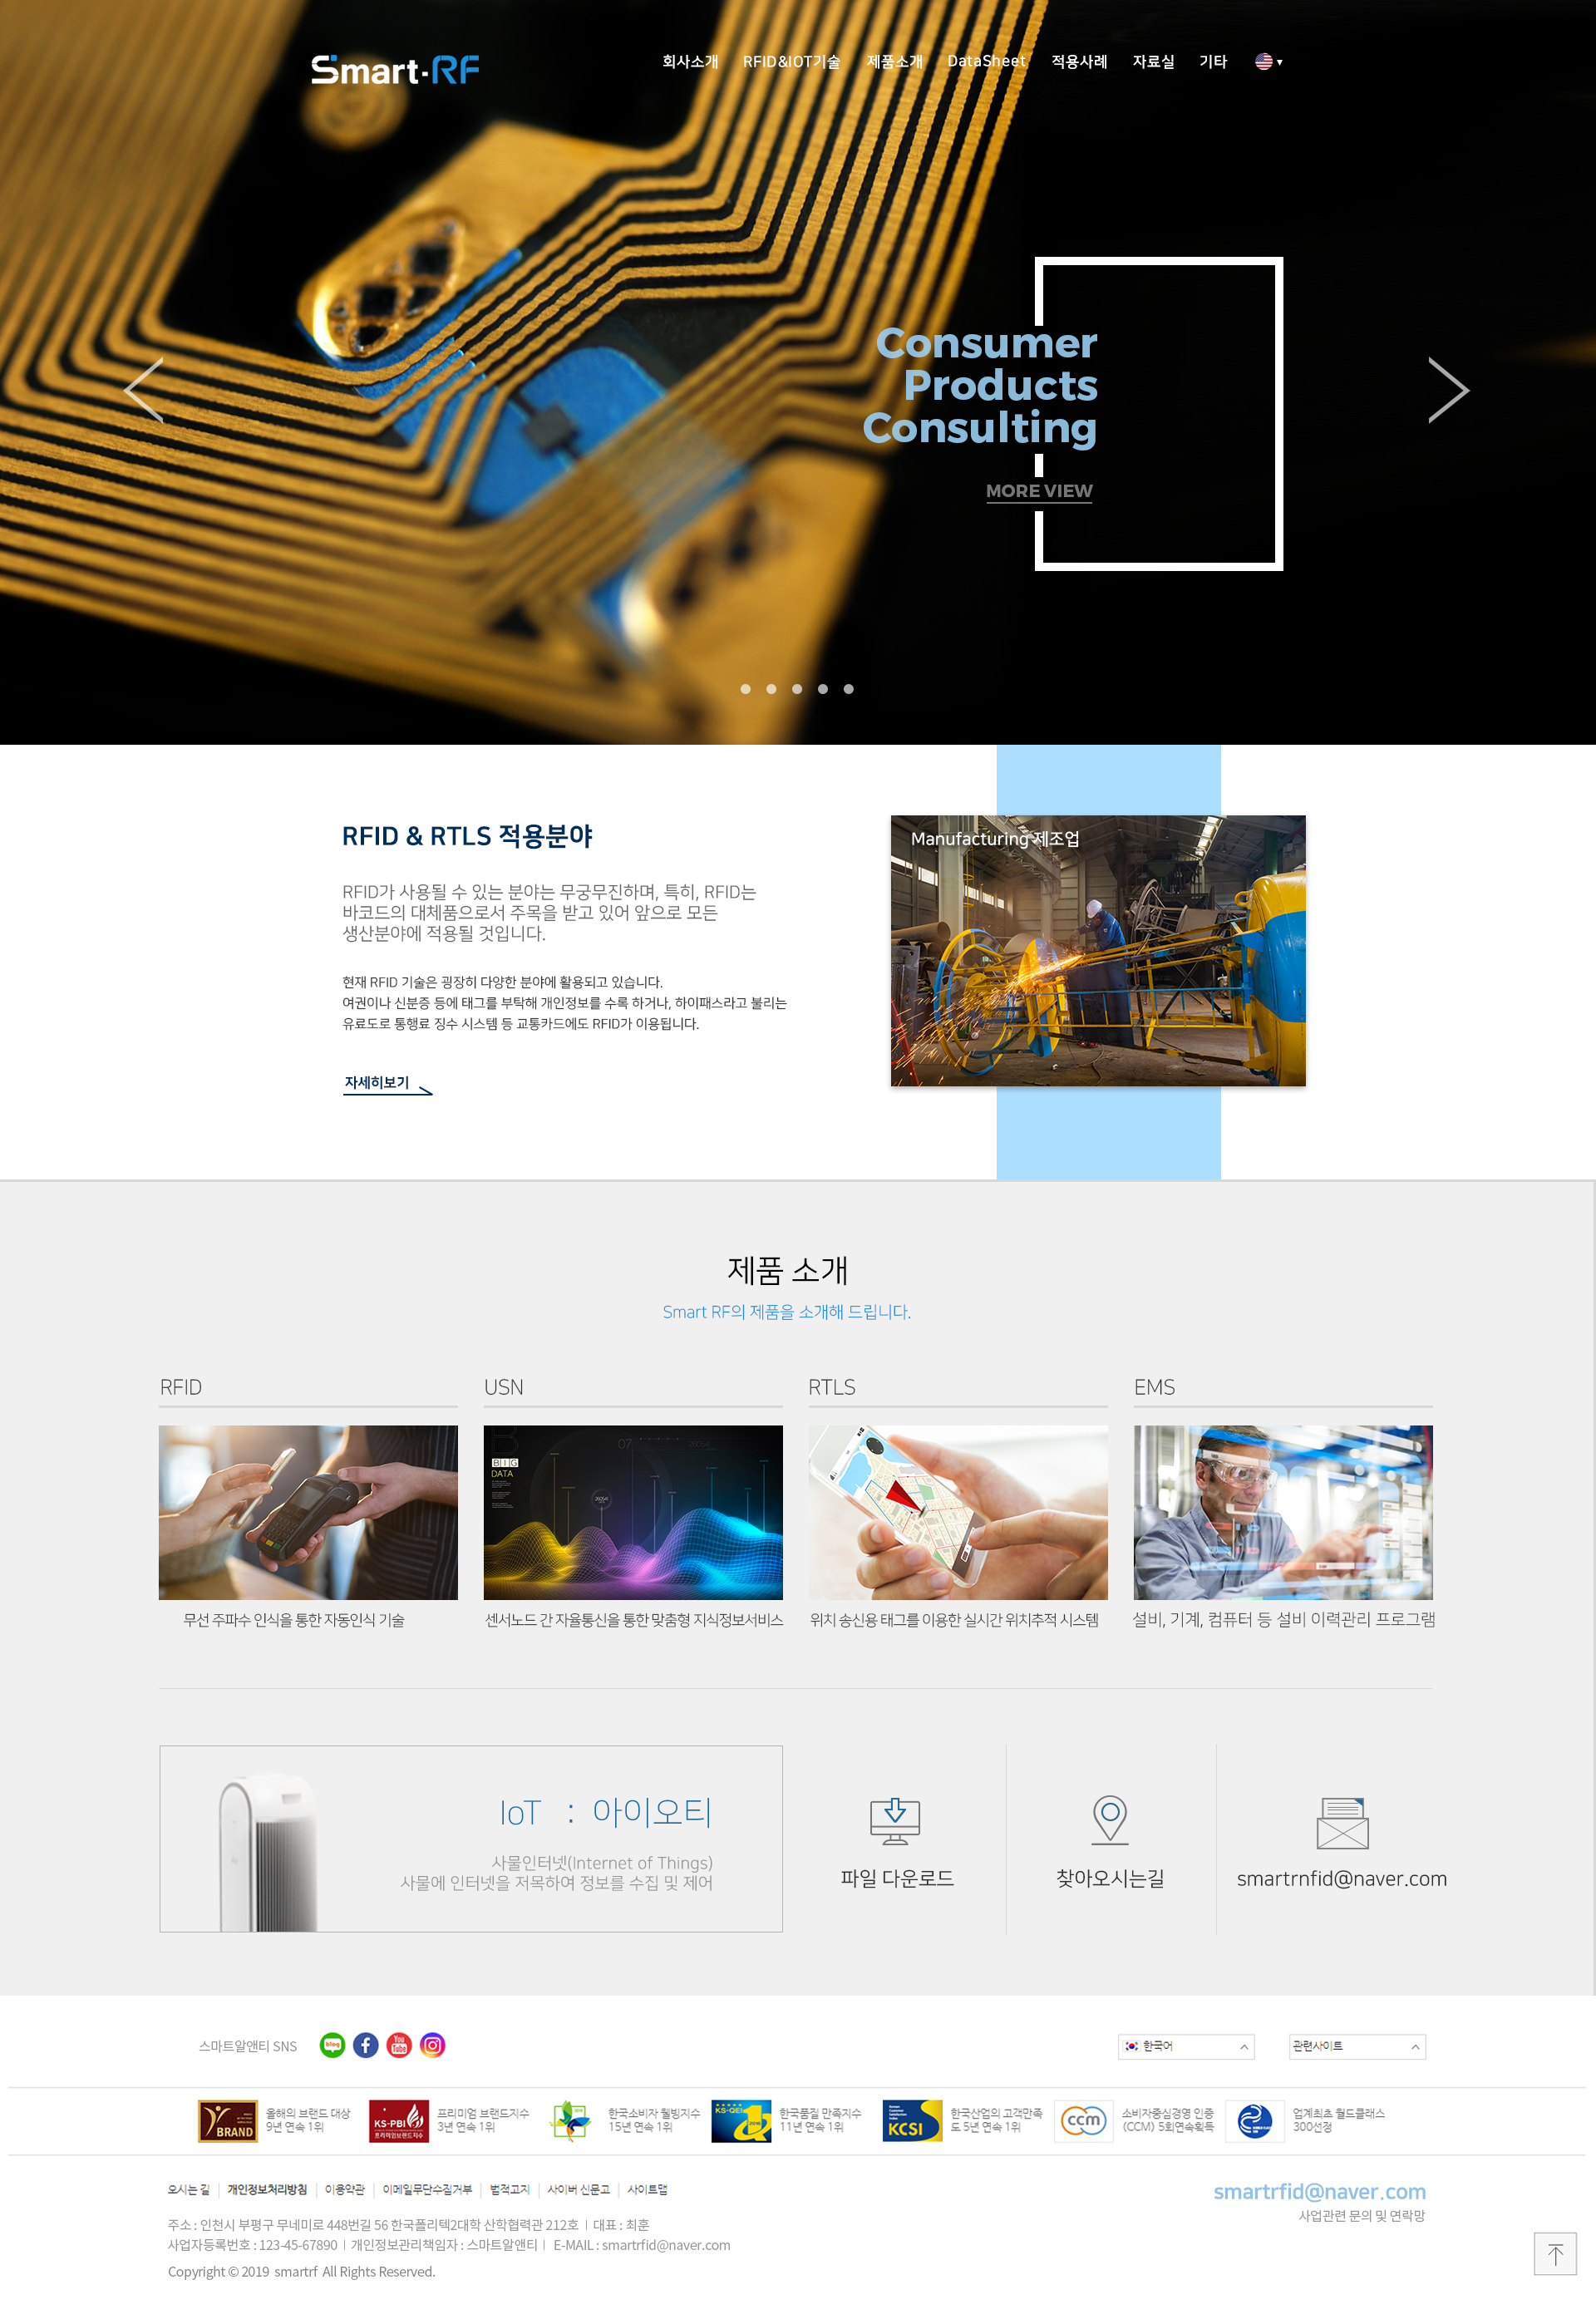 Smart-RF
회사소개
RFID&IOT기술
제품소개
DataSheet
적용사례
자료실
기타
Consumer
Products
Consulting
MORE VIEW
RFID & RTLS 적용분야
RFID가 사용될 수 있는 분야는 무궁무진하며, 특히, RFID는
바코드의 대체품으로서 주목을 받고 있어 앞으로 모든
생산분야에 적용될 것입니다.
현재 RFID 기술은 굉장히 다양한 분야에 활용되고 있습니다.
여권이나 신분증 등에 태그를 부탁해 개인정보를 수록 하거나, 하이패스라고 불리는
유료도로 통행료 징수 시스템 등 교통카드에도 RFID가 이용됩니다.
자세히보기
Manufacturing 제조업
제품 소개
Smart RF의 제품을 소개해 드립니다.
RFID
USN
RTLS
EMS
BIG
DATA
07
무선 주파수 인식을 통한 자동인식 기술
센서노드 간 자율통신을 통한 맞춤형 지식정보서비스
위치 송신용 태그를 이용한 실시간 위치추적 시스템
설비, 기계, 컴퓨터 등 설비 이력관리 프로그램
IoT : 아이오티
사물인터넷(Internet of Things)
사물에 인터넷을 저목하여 정보를 수집 및 제어
파일 다운로드
찾아오시는길
smartrnfid@naver.com
스마트알앤티 SNS
blog
You
Tube
한국어
관련사이트
BRAND
올해의 브랜드 대상
9년 연속 1위
KS-PBI
프리미엄브랜드지수
프리미엄 브랜드지수
3년 연속 1위
한국소비자 웰빙지수
15년 연속 1위
KS-QEI
한국품질 만족지수
11년 연속 1위
KCSI
한국산업의 고객만족
도 5년 연속 1위
ccm
소비자중심경영 인증
(CCM) 5회연속획득
업계최초 월드클래스
300선정
오시는 길
개인정보처리방침
이용약관
이메일무단수집거부
법적고지
사이버 신문고
사이트맵
주소 : 인천시 부평구 무네미로 448번길 56 한국폴리텍2대학 산학협력관 212호 ㅣ 대표 : 최훈
사업자등록번호 : 123-45-67890 ㅣ 개인정보관리책임자 : 스마트알앤티ㅣ E-MAIL : smartrfid@naver.com
Copyright © 2019 smartrf All Rights Reserved.
smartrfid@naver.com
사업관련 문의 및 연락망